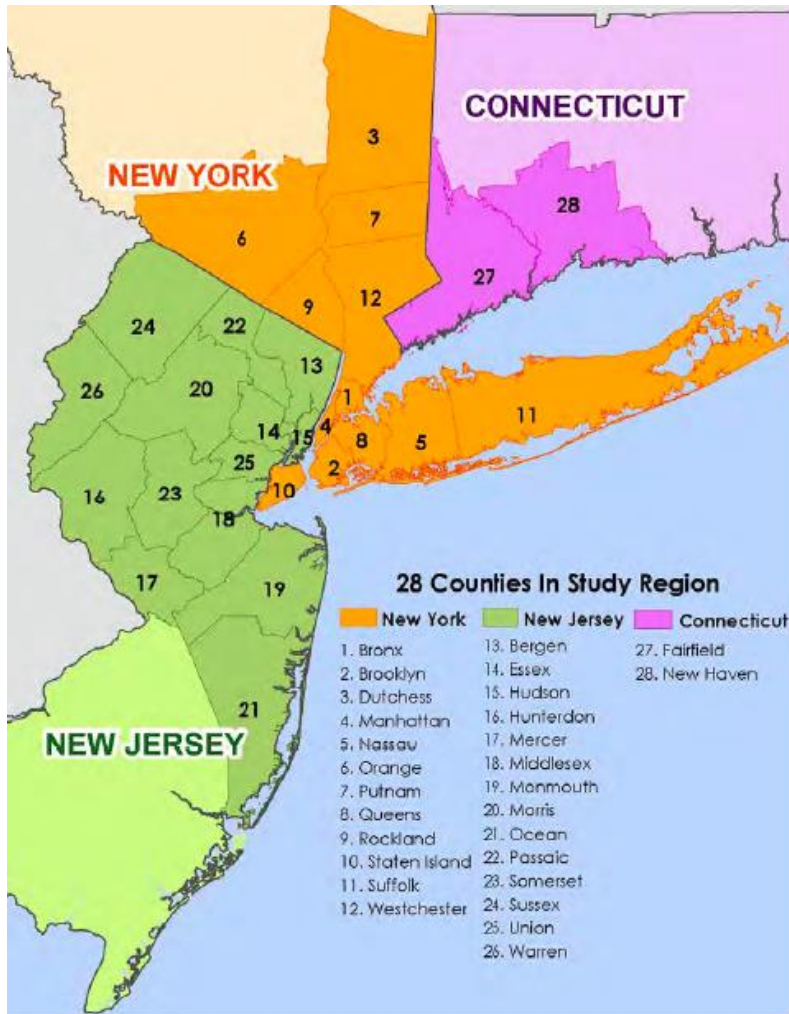 CONNECTICUT
3
NEW YORK
28
7
6
27
12
9
24
22
13
20
26
1
11
14
4
15
8
5
25
2
16
23
10
18
17
19
28 Counties In Study Region
New York
New Jersey
Connecticut
1. Bronx
2. Brooklyn
3. Dutchess
4. Manhattan
5. Nassau
6. Orange
7. Putnam
8. Queens
9. Rockland
10. Staten Island
11. Suffolk
12. Westchester
13. Bergen
14. Essex
15. Hudson
16. Hunterdon
17. Mercer
18. Middlesex
19. Monmouth
20. Morris
21. Ocean
22. Passaic
23. Somerset
24. Sussex
25. Union
26. Warren
27. Fairfield
28. New Haven
21
NEW JERSEY